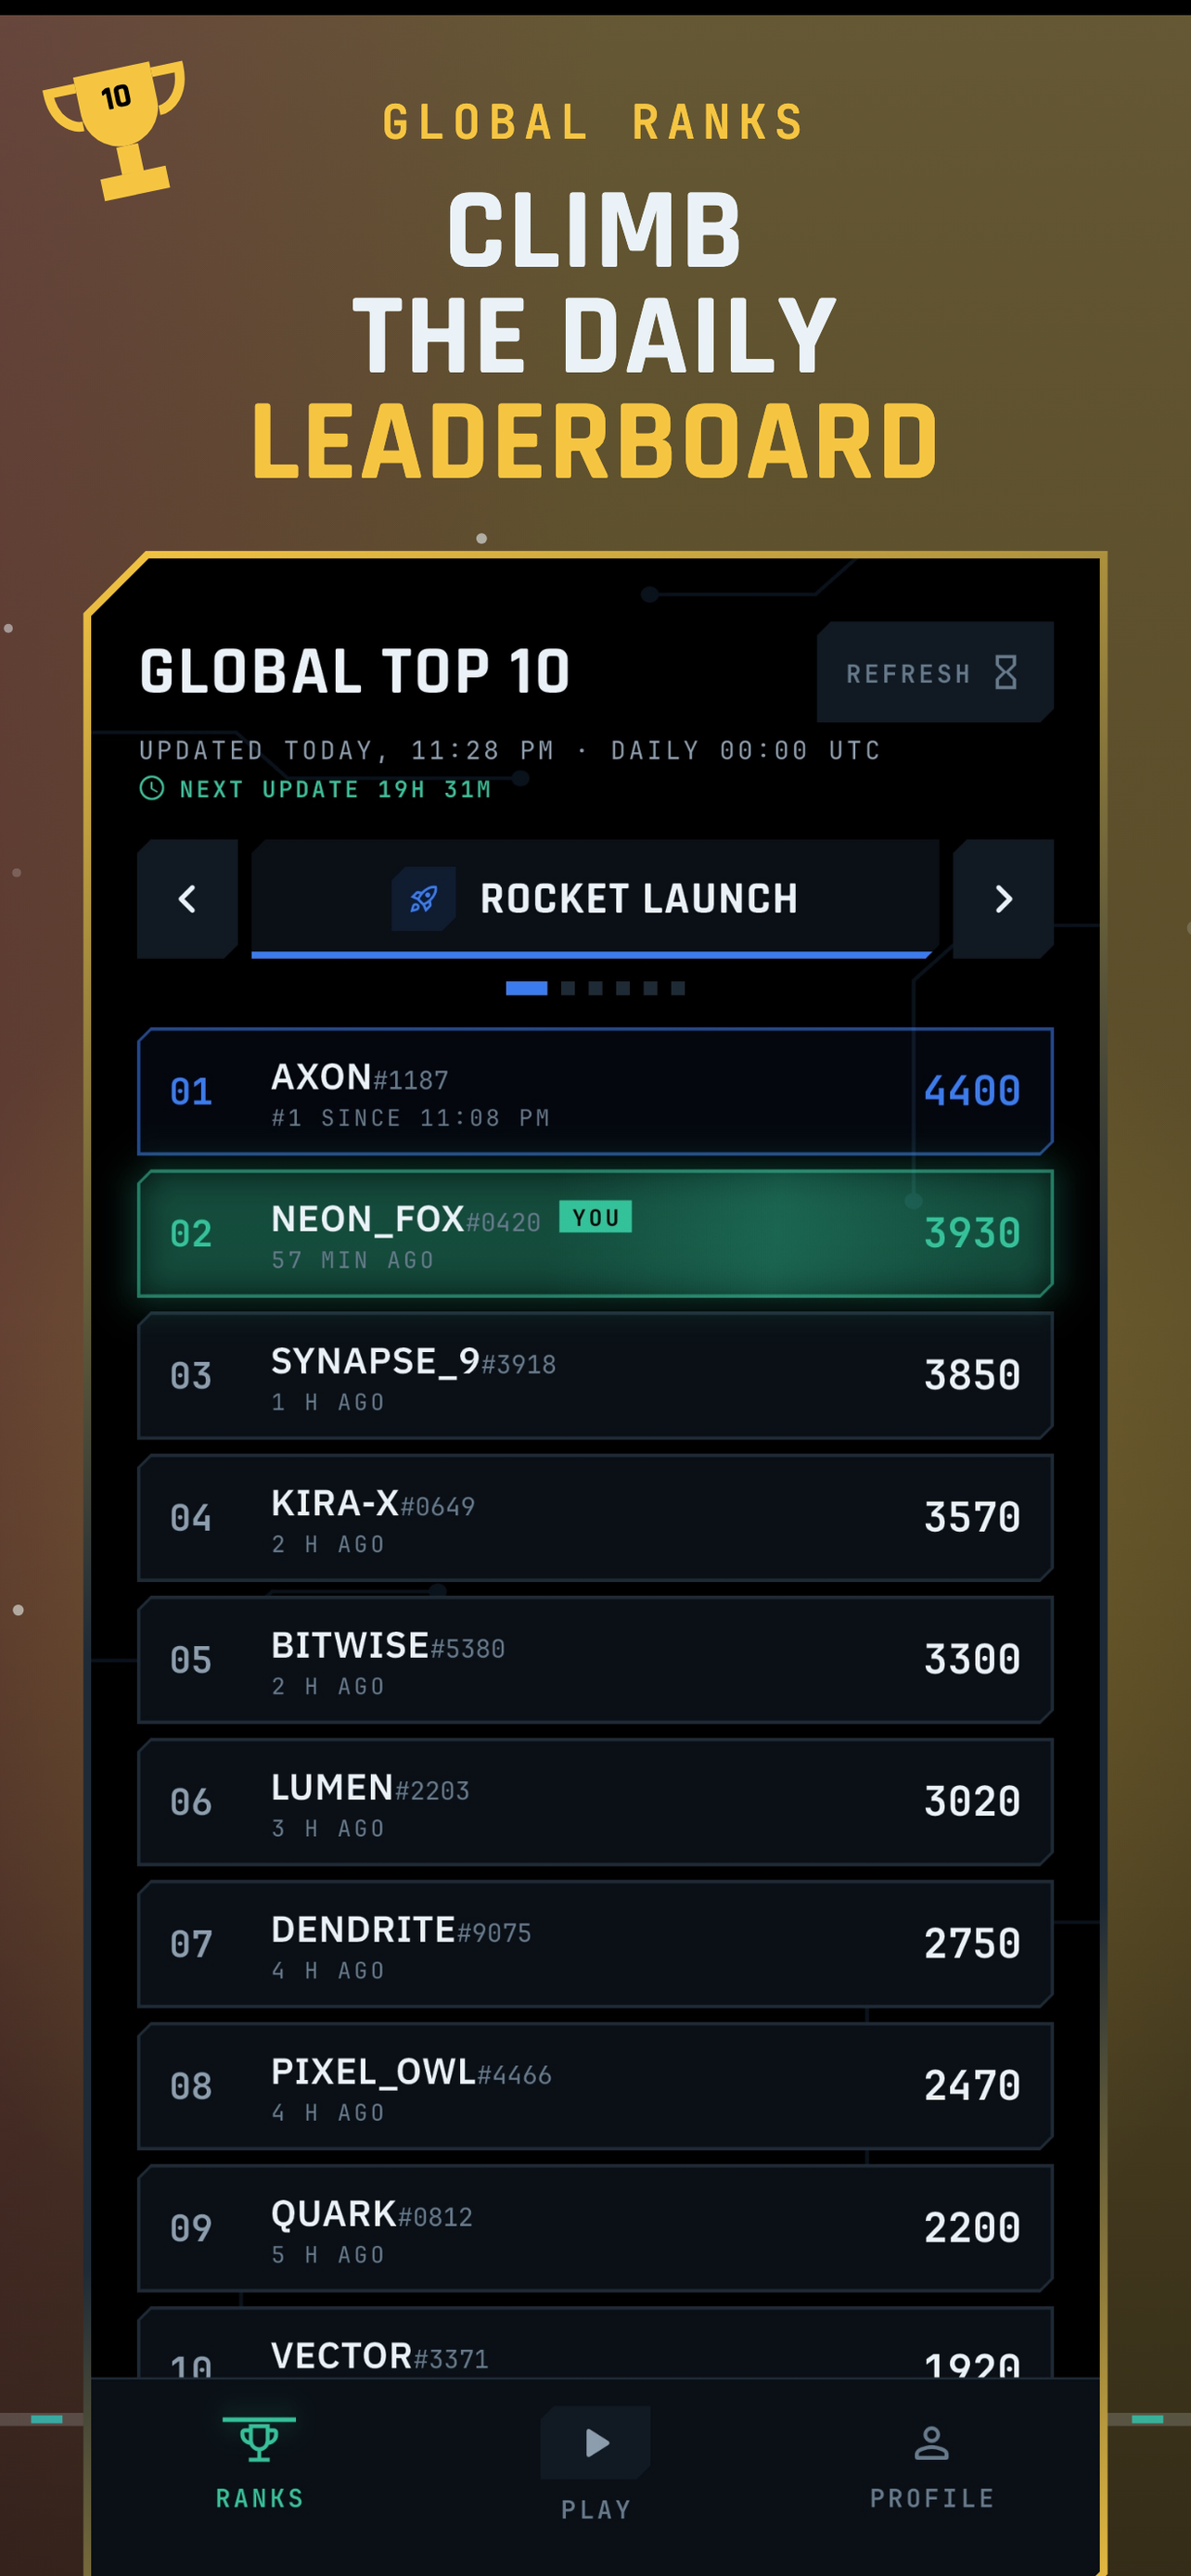 10
GLOBAL RANKS
CLIMB
THE DAILY
LEADERBOARD
GLOBAL TOP 10
REFRESH
UPDATED TODAY, 11:28 PM · DAILY 00:00 UTC
NEXT UPDATE 19H 31M
ROCKET LAUNCH
01 AXON#1187 4400
#1 SINCE 11:08 PM
02 NEON_FOX#0420 YOU 3930
57 MIN AGO
03 SYNAPSE_9#3918 3850
1 H AGO
04 KIRA-X#0649 3570
2 H AGO
05 BITWISE#5380 3300
2 H AGO
06 LUMEN#2203 3020
3 H AGO
07 DENDRITE#9075 2750
4 H AGO
08 PIXEL_OWL#4466 2470
4 H AGO
09 QUARK#0812 2200
5 H AGO
10 VECTOR#3371 1920
RANKS
PLAY
PROFILE